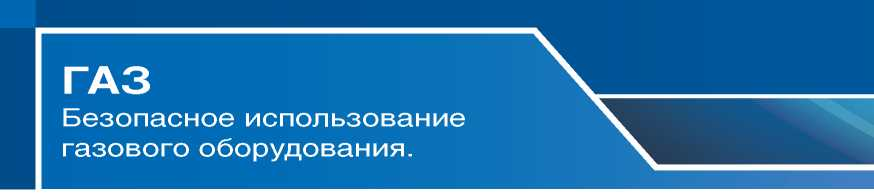 ГАЗ
Безопасное использование
газового оборудования.